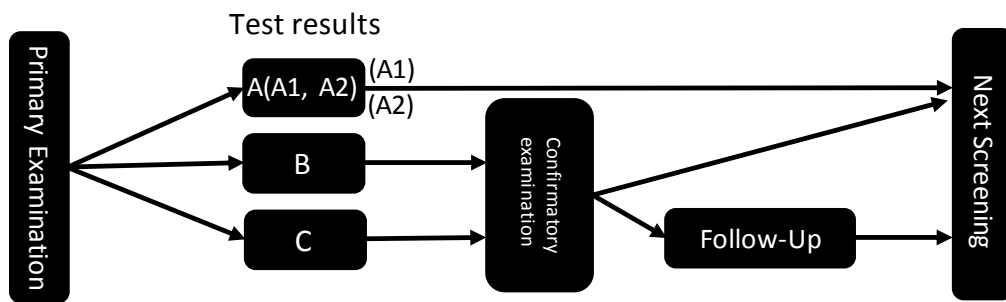 Test results
Primary Examination
A(A1, A2)
(A1)
(A2)
B
C
Confirmatory
examination
Follow-Up
Next Screening